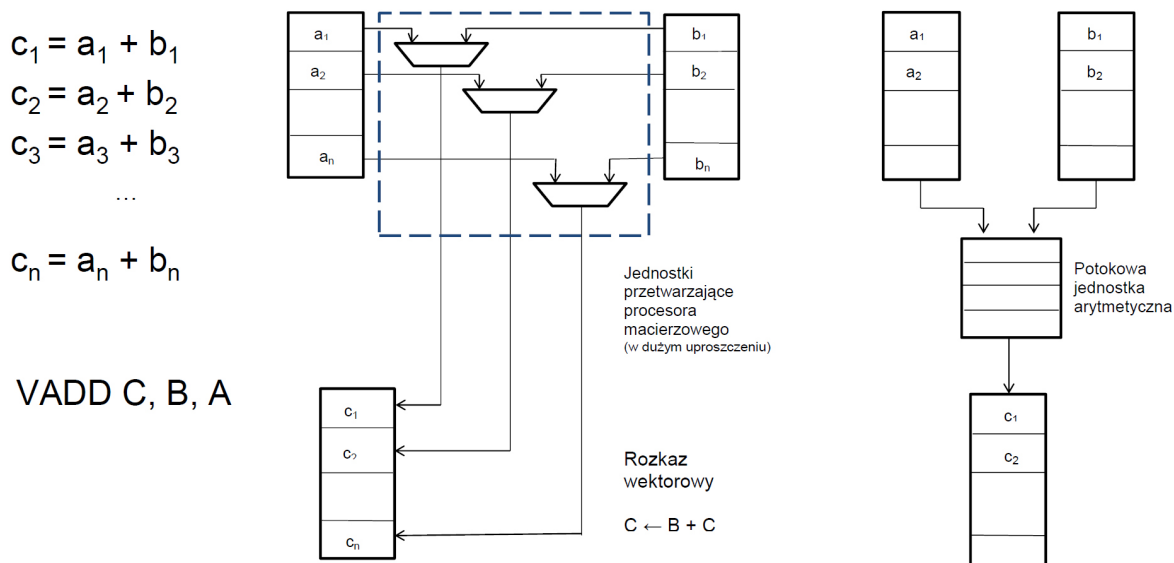 c₁ = a₁ + b₁
c₂ = a₂ + b₂
c₃ = a₃ + b₃
...
cₙ = aₙ + bₙ
VADD C, B, A
a₁
a₂
aₙ
b₁
b₂
bₙ
Jednostki
przetwarzające
procesora
macierzowego
(w dużym uproszczeniu)
c₁
c₂
cₙ
Rozkaz
wektorowy
C ← B + C
a₁
a₂
b₁
b₂
Potokowa
jednostka
arytmetyczna
c₁
c₂